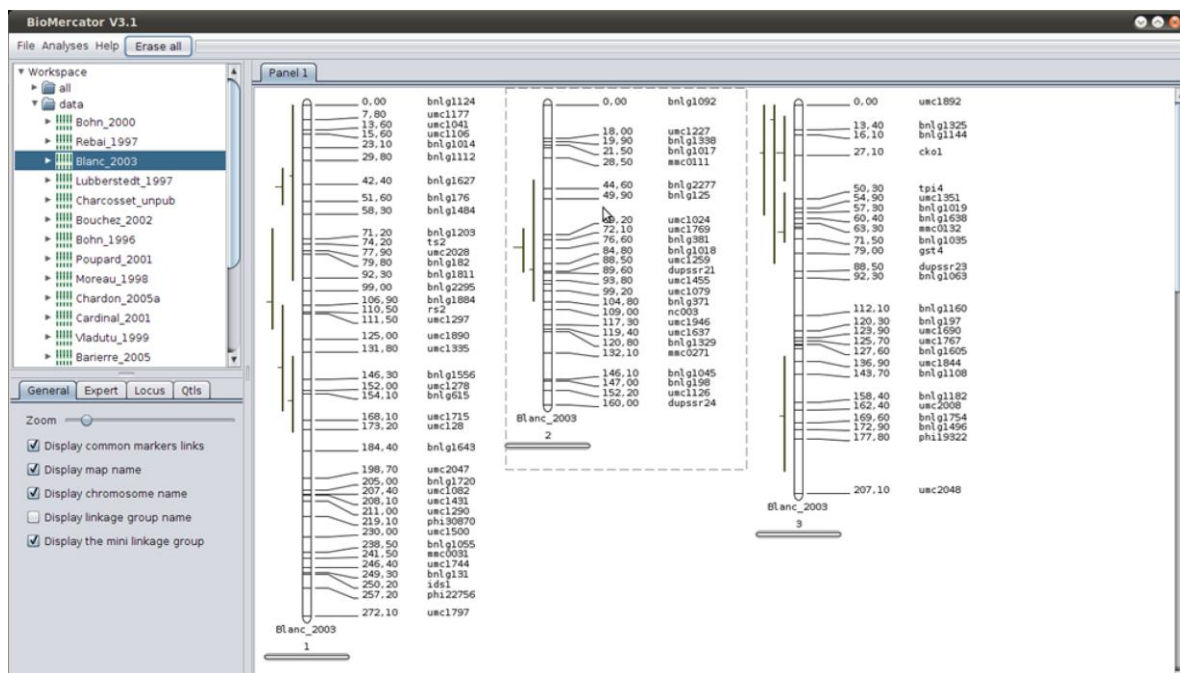 BioMercator V3.1
File Analyses Help Erase all
Workspace
all
data
Bohn_2000
Rebai_1997
Blanc_2003
Lubberstedt_1997
Charcosset_unpub
Bouchez_2002
Bohn_1996
Poupard_2001
Moreau_1998
Chardon_2005a
Cardinal_2001
Vladutu_1999
Barierre_2005
General Expert Locus Qtls
Zoom
Display common markers links
Display map name
Display chromosome name
Display linkage group name
Display the mini linkage group
Panel 1
0,00 bnlg1124
7,80 umc1177
13,60 umc1041
15,60 umc1106
23,10 bnlg1014
29,80 bnlg1112
42,40 bnlg1627
51,60 bnlg176
58,30 bnlg1484
71,20 bnlg1203
74,20 ts2
77,90 umc2028
79,80 bnlg182
92,30 bnlg1811
99,00 bnlg2295
106,90 bnlg1884
110,50 rs2
111,50 umc1297
125,00 umc1890
131,80 umc1335
146,30 bnlg1556
152,00 umc1278
154,10 bnlg615
168,10 umc1715
173,20 umc128
184,40 bnlg1643
198,70 umc2047
205,00 bnlg1720
207,40 umc1082
208,10 umc1431
211,00 umc1290
219,10 phi30870
230,00 umc1500
238,50 bnlg1055
241,50 mmc0031
246,40 umc1744
249,30 bnlg131
250,20 ids1
257,20 phi22756
272,10 umc1797
Blanc_2003
1
0,00 bnlg1092
18,00 umc1227
19,90 bnlg1338
21,50 bnlg1017
28,50 mmc0111
44,60 bnlg2277
49,90 bnlg125
umc1024
72,10 umc1769
76,60 bnlg381
84,80 bnlg1018
88,50 umc1259
89,60 dupssr21
93,80 umc1455
99,20 umc1079
104,80 bnlg371
109,00 nc003
117,30 umc1946
119,40 umc1637
120,80 bnlg1329
132,10 mmc0271
146,10 bnlg1045
147,00 bnlg198
152,20 umc1126
160,00 dupssr24
Blanc_2003
2
0,00 umc1892
13,40 bnlg1325
16,10 bnlg1144
27,10 cko1
50,30 tpi4
54,90 umc1351
57,30 bnlg1019
60,40 bnlg1638
63,30 mmc0132
71,50 bnlg1035
79,00 gst4
88,50 dupssr23
92,30 bnlg1063
112,10 bnlg1160
120,30 bnlg197
123,90 umc1690
125,70 umc1767
127,60 bnlg1605
136,90 umc1844
143,70 bnlg1108
158,40 bnlg1182
162,40 umc2008
169,60 bnlg1754
172,90 bnlg1496
177,80 phi19322
207,10 umc2048
Blanc_2003
3